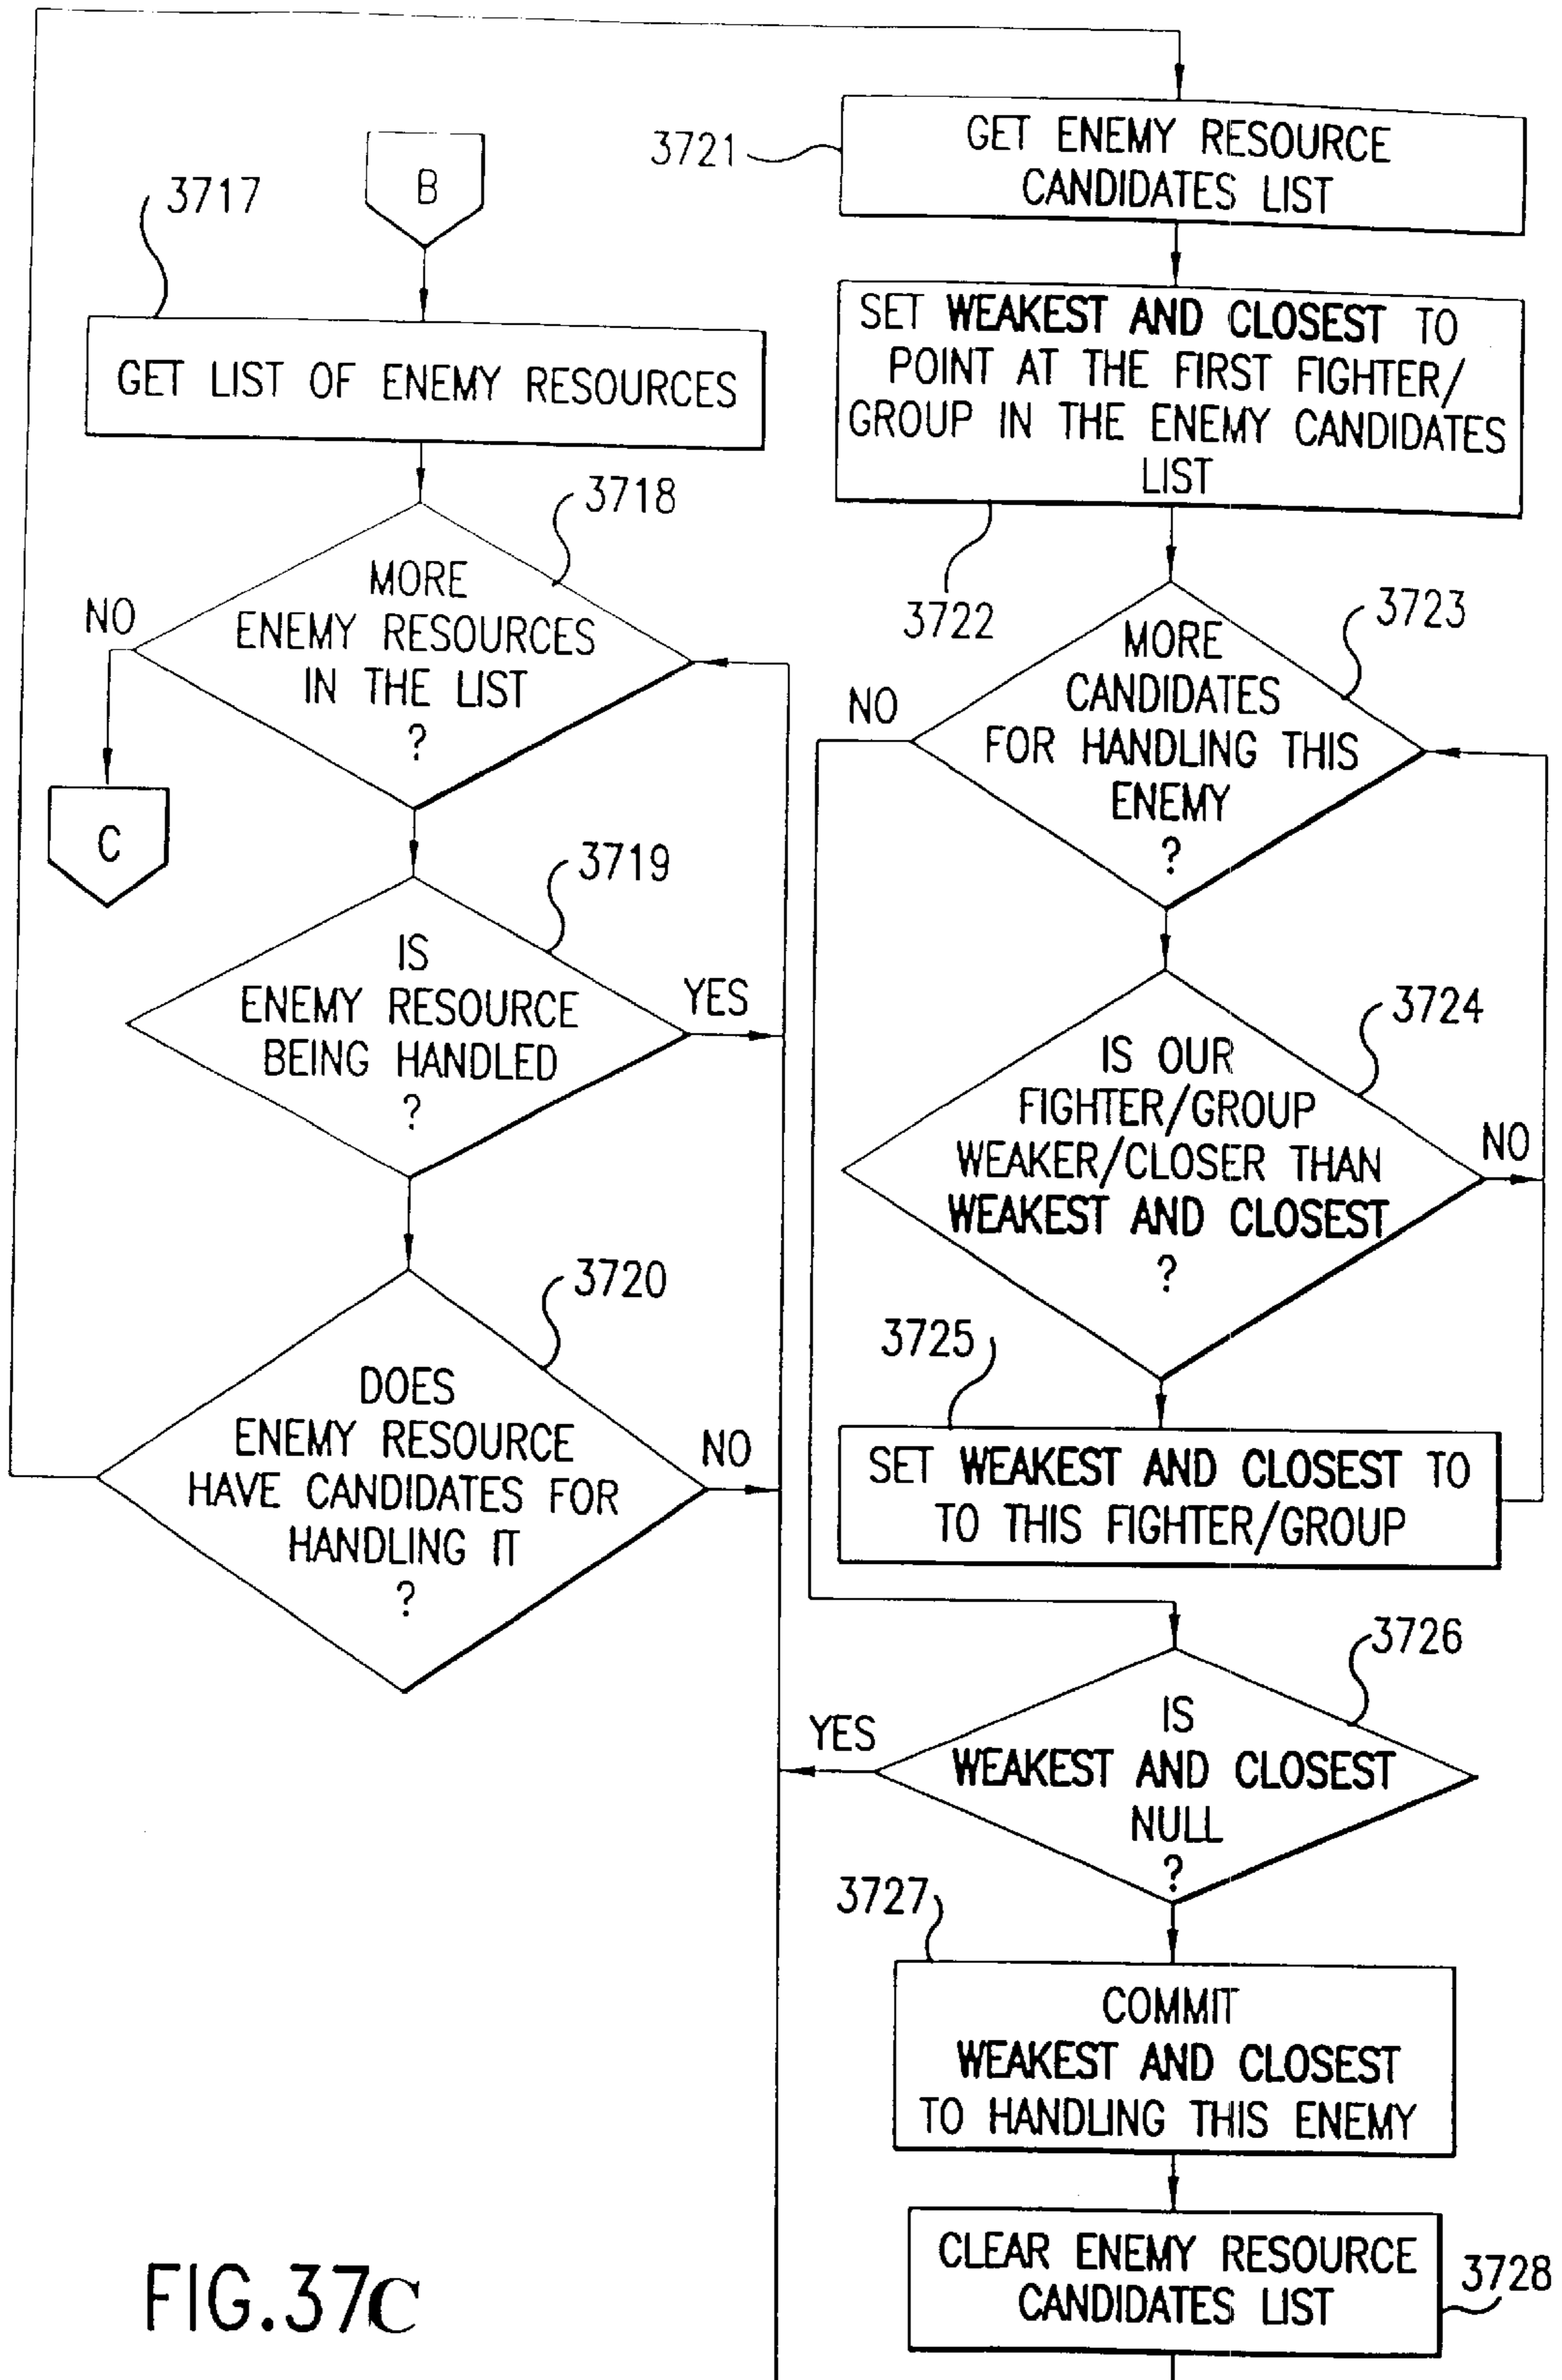 B
3717
GET LIST OF ENEMY RESOURCES
3718
MORE
ENEMY RESOURCES
IN THE LIST
?
NO
C
3719
IS
ENEMY RESOURCE
BEING HANDLED
?
YES
3720
DOES
ENEMY RESOURCE
HAVE CANDIDATES FOR
HANDLING IT
?
NO
3721
GET ENEMY RESOURCE
CANDIDATES LIST
SET WEAKEST AND CLOSEST TO
POINT AT THE FIRST FIGHTER/
GROUP IN THE ENEMY CANDIDATES
LIST
3722
3723
MORE
CANDIDATES
FOR HANDLING THIS
ENEMY
?
NO
3724
IS OUR
FIGHTER/GROUP
WEAKER/CLOSER THAN
WEAKEST AND CLOSEST
?
NO
3725
SET WEAKEST AND CLOSEST TO
TO THIS FIGHTER/GROUP
3726
IS
WEAKEST AND CLOSEST
NULL
?
YES
3727
COMMIT
WEAKEST AND CLOSEST
TO HANDLING THIS ENEMY
CLEAR ENEMY RESOURCE
CANDIDATES LIST
3728
FIG.37C